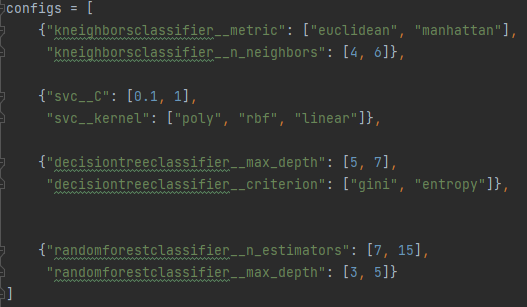 configs = [
{"kneighborsclassifier__metric": ["euclidean", "manhattan"],
"kneighborsclassifier__n_neighbors": [4, 6]},
{"svc__C": [0.1, 1],
"svc__kernel": ["poly", "rbf", "linear"]},
{"decisiontreeclassifier__max_depth": [5, 7],
"decisiontreeclassifier__criterion": ["gini", "entropy"]},
{"randomforestclassifier__n_estimators": [7, 15],
"randomforestclassifier__max_depth": [3, 5]}
]